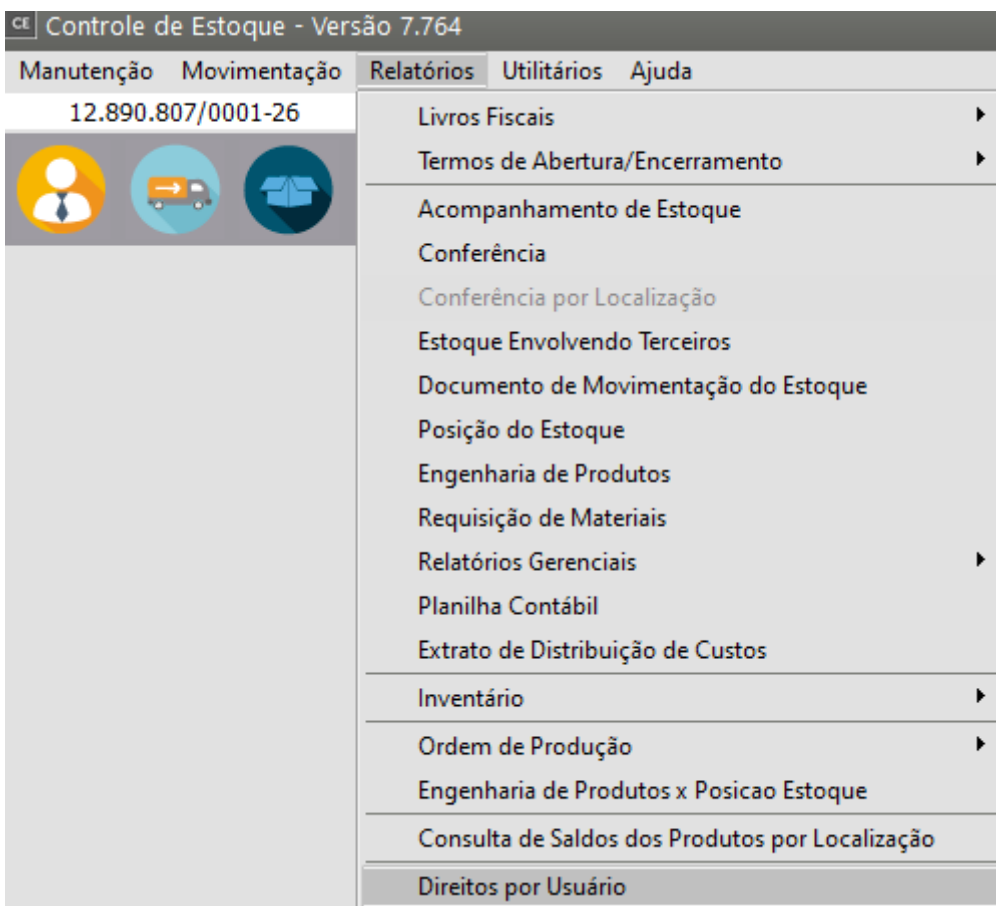 CE Controle de Estoque - Versão 7.764
Manutenção Movimentação Relatórios Utilitários Ajuda
12.890.807/0001-26
Livros Fiscais
Termos de Abertura/Encerramento
Acompanhamento de Estoque
Conferência
Conferência por Localização
Estoque Envolvendo Terceiros
Documento de Movimentação do Estoque
Posição do Estoque
Engenharia de Produtos
Requisição de Materiais
Relatórios Gerenciais
Planilha Contábil
Extrato de Distribuição de Custos
Inventário
Ordem de Produção
Engenharia de Produtos x Posicao Estoque
Consulta de Saldos dos Produtos por Localização
Direitos por Usuário